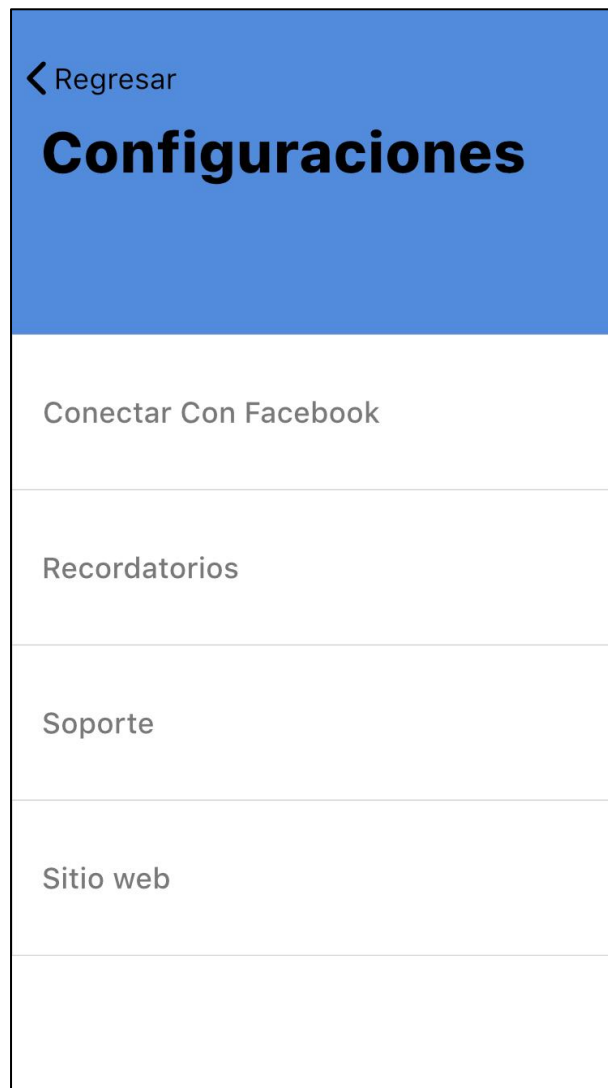 Regresar
Configuraciones
Conectar Con Facebook
Recordatorios
Soporte
Sitio web